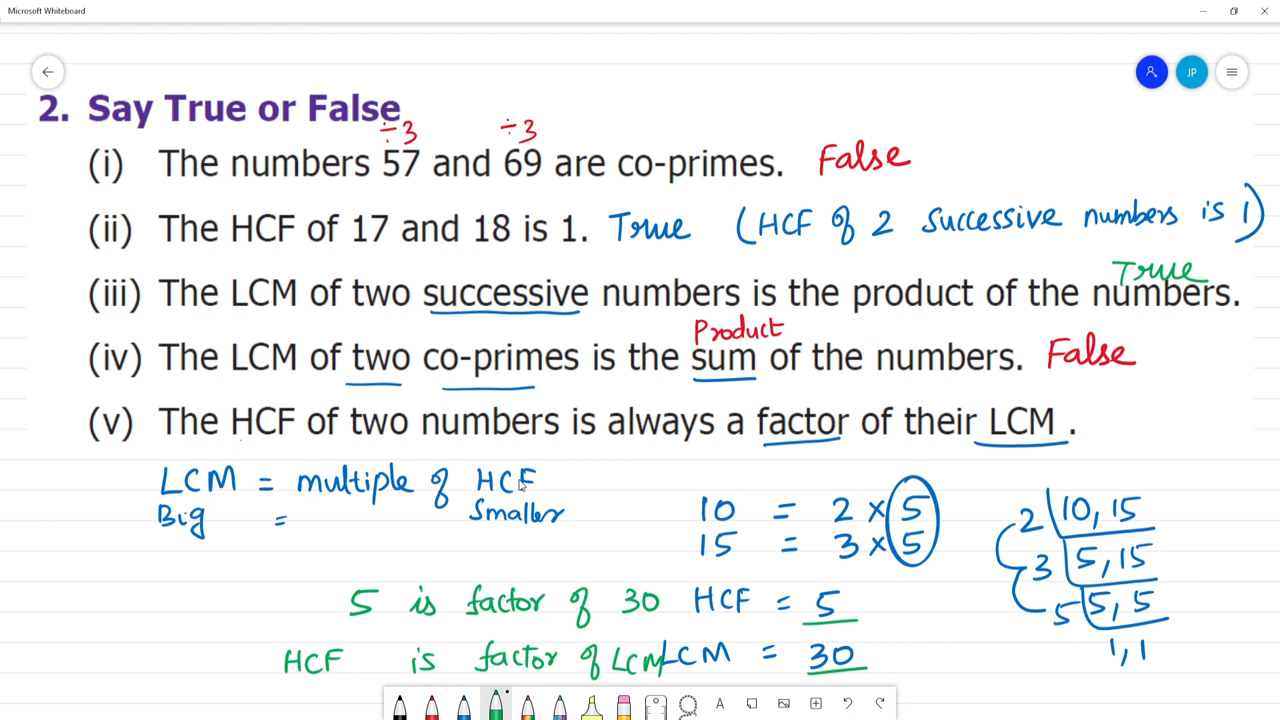 Microsoft Whiteboard
JP
2. Say True or False
÷3 ÷3
(i) The numbers 57 and 69 are co-primes. False
(ii) The HCF of 17 and 18 is 1. True (HCF of 2 successive numbers is 1)
True
(iii) The LCM of two successive numbers is the product of the numbers.
Product
(iv) The LCM of two co-primes is the sum of the numbers. False
(v) The HCF of two numbers is always a factor of their LCM .
LCM = multiple of HCF
Big = Smaller
10 = 2 × 5
15 = 3 × 5
2 10, 15
3 5, 15
5 5, 5
1, 1
5 is factor of 30 HCF = 5
HCF is factor of LCM LCM = 30
A